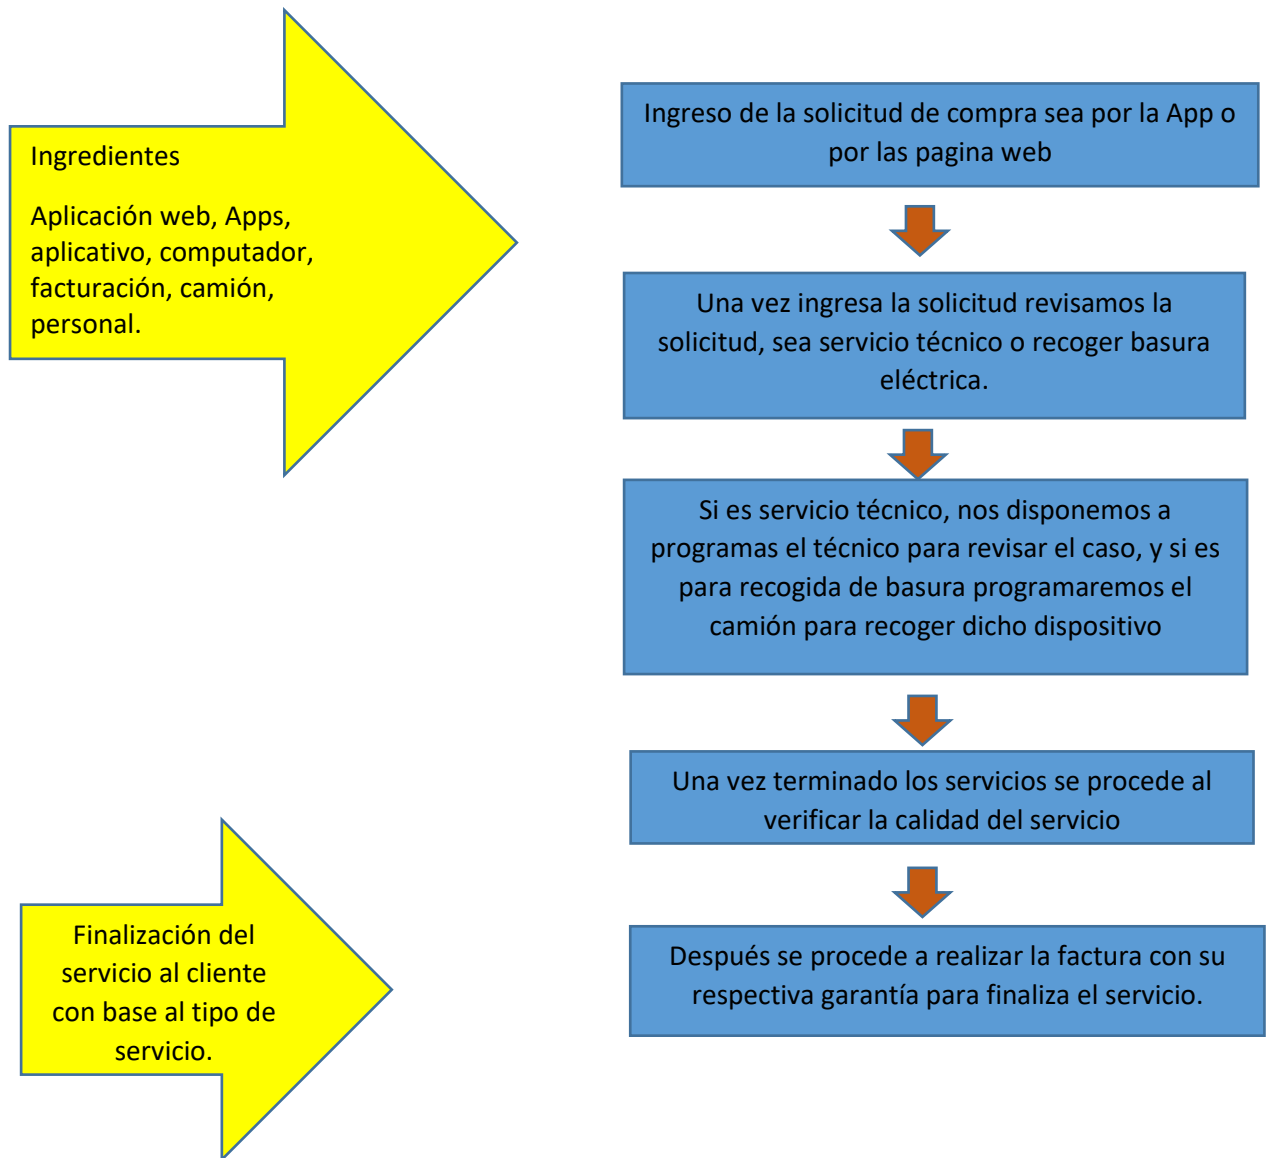 Ingredientes
Aplicación web, Apps,
aplicativo, computador,
facturación, camión,
personal.
Ingreso de la solicitud de compra sea por la App o
por las pagina web
Una vez ingresa la solicitud revisamos la
solicitud, sea servicio técnico o recoger basura
eléctrica.
Si es servicio técnico, nos disponemos a
programas el técnico para revisar el caso, y si es
para recogida de basura programaremos el
camión para recoger dicho dispositivo
Una vez terminado los servicios se procede al
verificar la calidad del servicio
Finalización del
servicio al cliente
con base al tipo de
servicio.
Después se procede a realizar la factura con su
respectiva garantía para finaliza el servicio.